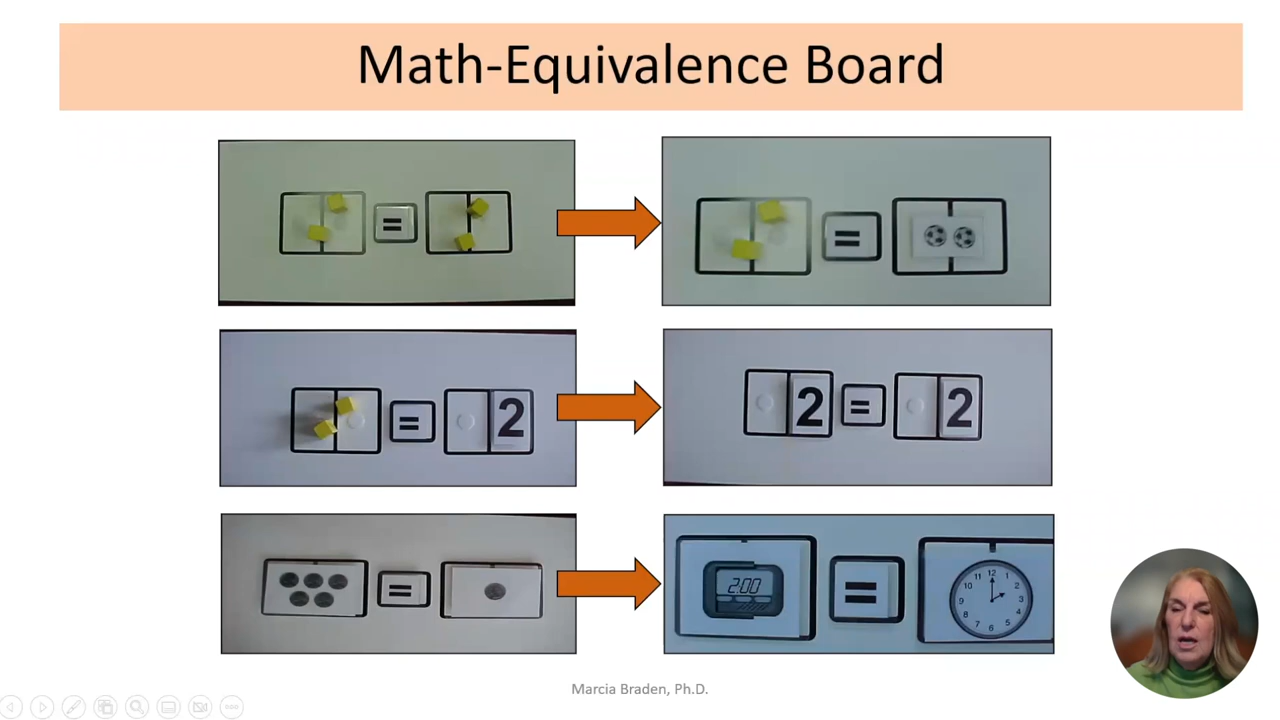 Math-Equivalence Board
=
=
= 2
2 = 2
=
2:00 = 12 1 2 3 4 5 6 7 8 9 10 11
Marcia Braden, Ph.D.